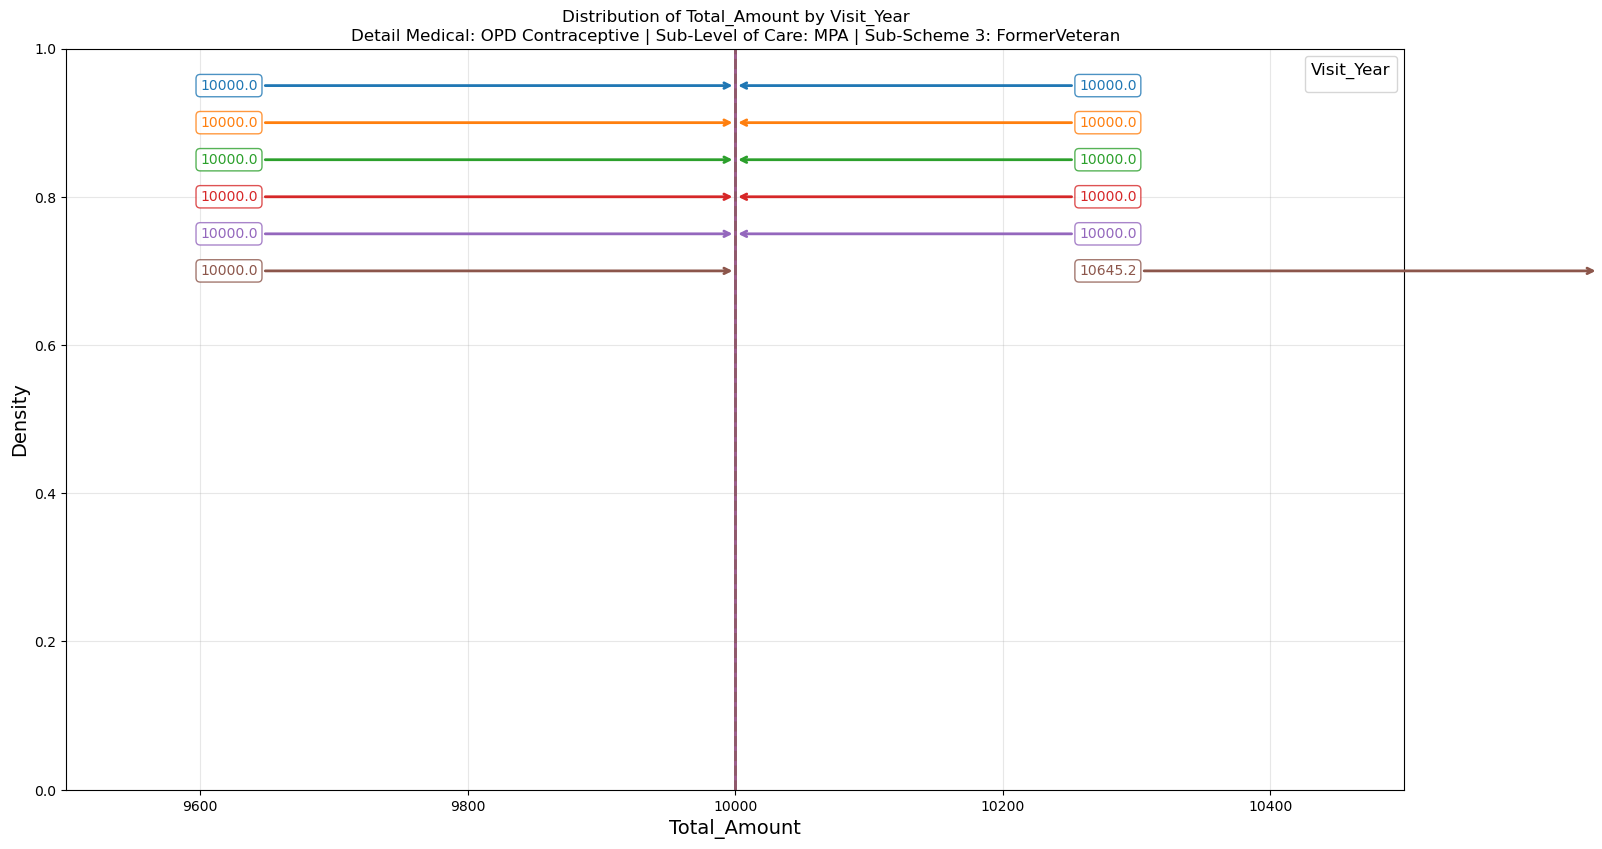 Distribution of Total_Amount by Visit_Year
Detail Medical: OPD Contraceptive | Sub-Level of Care: MPA | Sub-Scheme 3: FormerVeteran
Visit_Year
10000.0 10000.0
10000.0 10000.0
10000.0 10000.0
10000.0 10000.0
10000.0 10000.0
10000.0 10645.2
1.0
0.8
0.6
0.4
0.2
0.0
Density
9600 9800 10000 10200 10400
Total_Amount